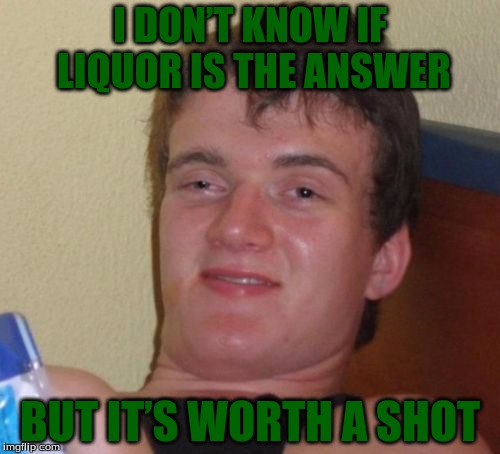 I DON'T KNOW IF
LIQUOR IS THE ANSWER
BUT IT'S WORTH A SHOT
imgflip.com